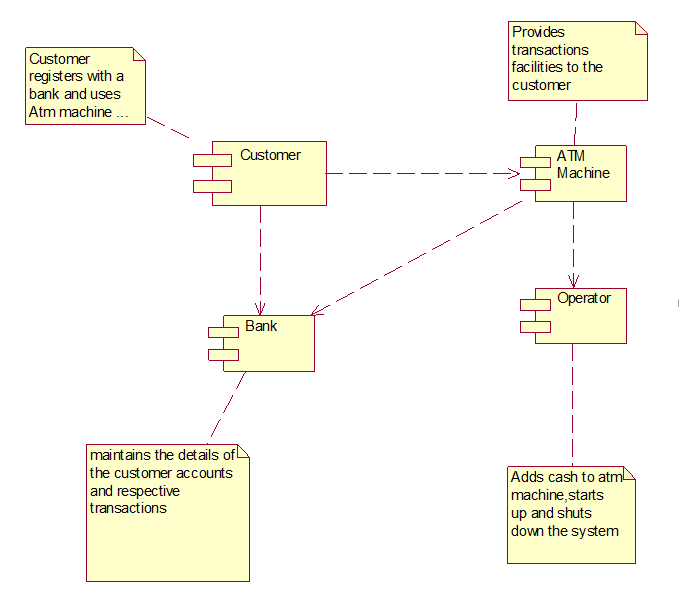 Provides
transactions
facilities to the
customer
Customer
registers with a
bank and uses
Atm machine ...
Customer
ATM
Machine
Operator
Bank
maintains the details of
the customer accounts
and respective
transactions
Adds cash to atm
machine,starts
up and shuts
down the system